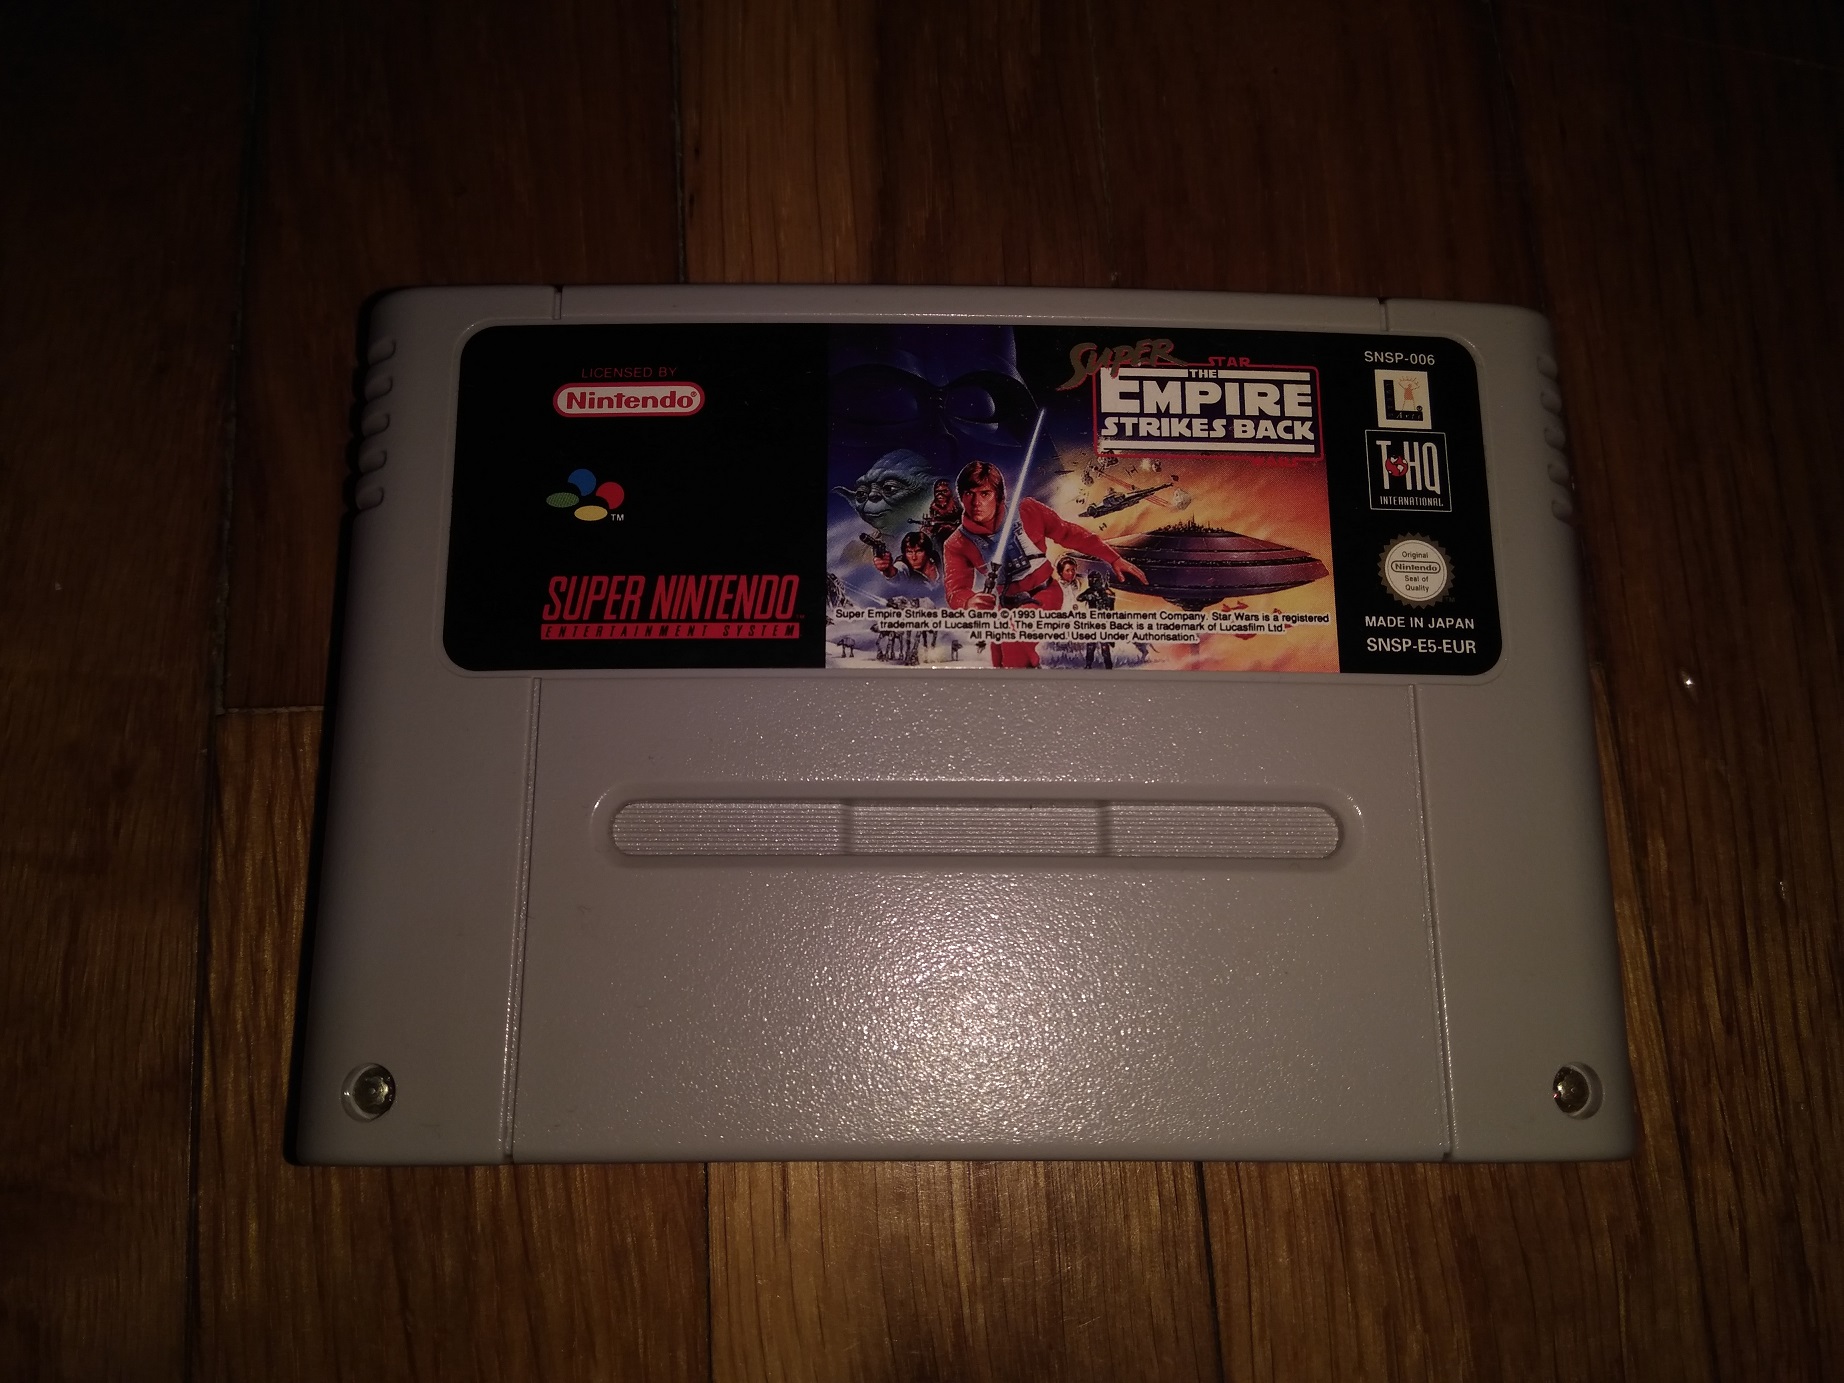 LICENSED BY
Nintendo®
TM
SUPER NINTENDO
ENTERTAINMENT SYSTEM
SUPER STAR
THE
EMPIRE
STRIKES BACK
WARS
Super Empire Strikes Back Game © 1993 LucasArts Entertainment Company. Star Wars is a registered
trademark of Lucasfilm Ltd. The Empire Strikes Back is a trademark of Lucasfilm Ltd.
All Rights Reserved. Used Under Authorisation.
SNSP-006
T·HQ
INTERNATIONAL
Original
Nintendo
Seal of
Quality
MADE IN JAPAN
SNSP-E5-EUR